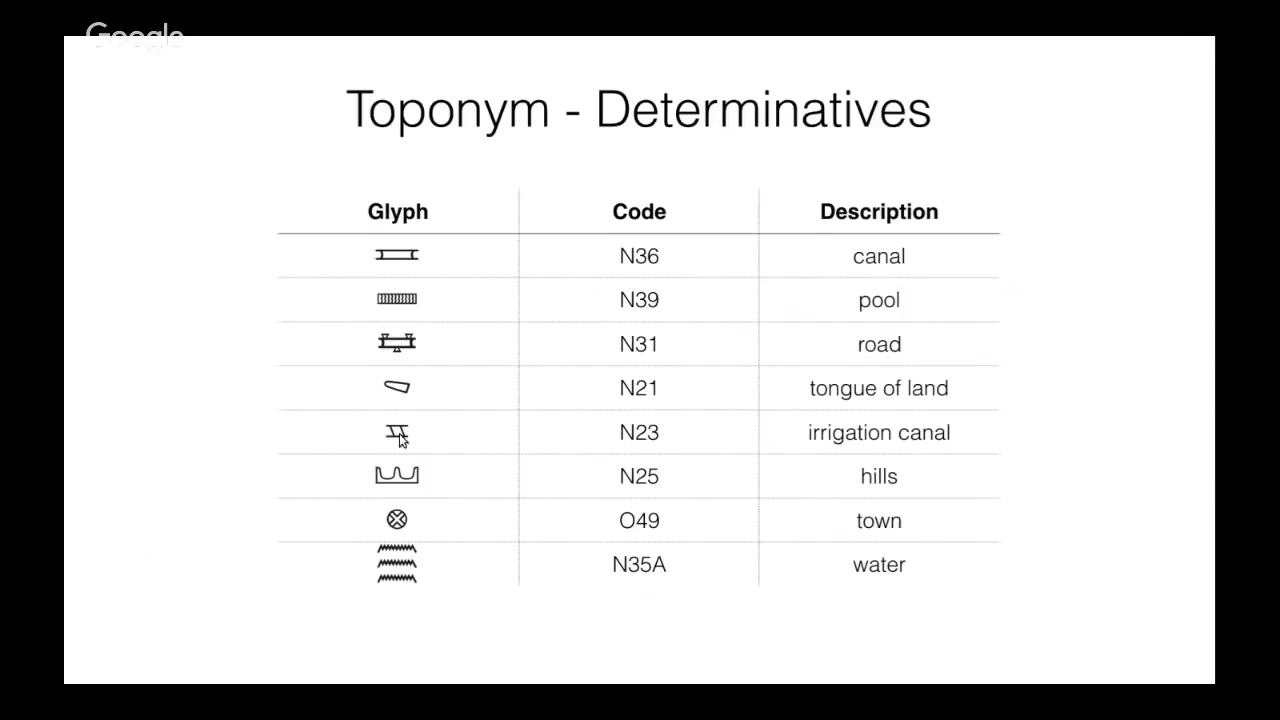 Google
Toponym - Determinatives
Glyph Code Description
N36 canal
N39 pool
N31 road
N21 tongue of land
N23 irrigation canal
N25 hills
O49 town
N35A water